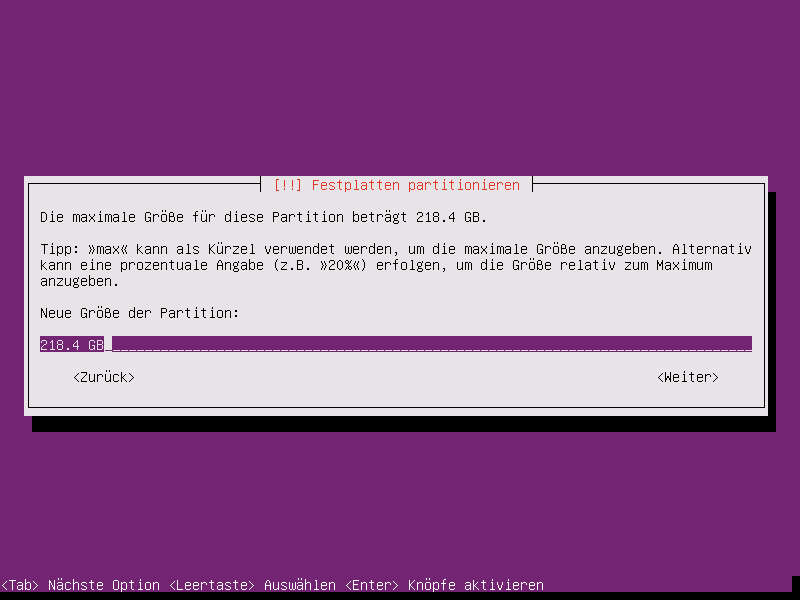 [!!] Festplatten partitionieren
Die maximale Größe für diese Partition beträgt 218.4 GB.
Tipp: »max« kann als Kürzel verwendet werden, um die maximale Größe anzugeben. Alternativ
kann eine prozentuale Angabe (z.B. »20%«) erfolgen, um die Größe relativ zum Maximum
anzugeben.
Neue Größe der Partition:
218.4 GB
<Zurück> <Weiter>
<Tab> Nächste Option <Leertaste> Auswählen <Enter> Knöpfe aktivieren